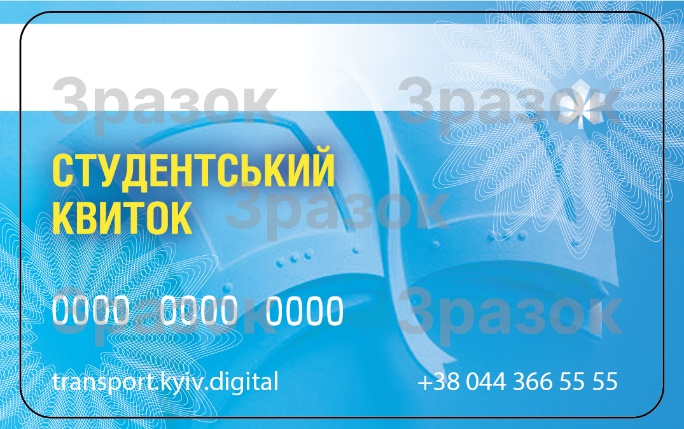 Зразок Зразок
СТУДЕНТСЬКИЙ
КВИТОК
Зразок
0000 0000 0000
Зразок Зразок
transport.kyiv.digital
+38 044 366 55 55